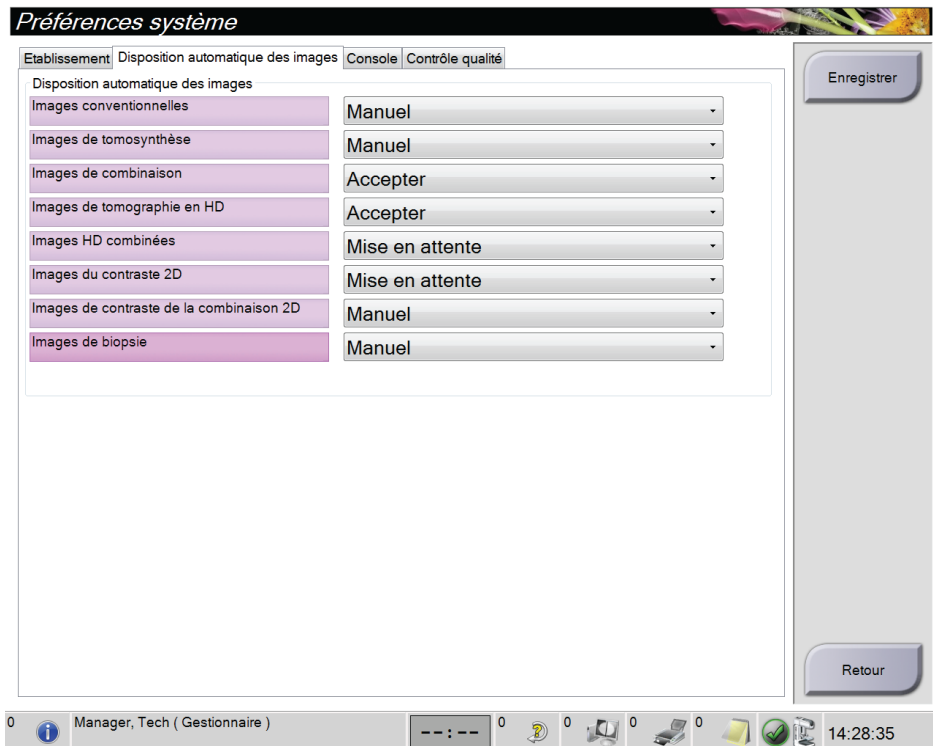 Préférences système
Etablissement Disposition automatique des images Console Contrôle qualité
Disposition automatique des images
Images conventionnelles Manuel
Images de tomosynthèse Manuel
Images de combinaison Accepter
Images de tomographie en HD Accepter
Images HD combinées Mise en attente
Images du contraste 2D Mise en attente
Images de contraste de la combinaison 2D Manuel
Images de biopsie Manuel
Enregistrer
Retour
0 Manager, Tech ( Gestionnaire ) --:-- 0 0 0 0 14:28:35